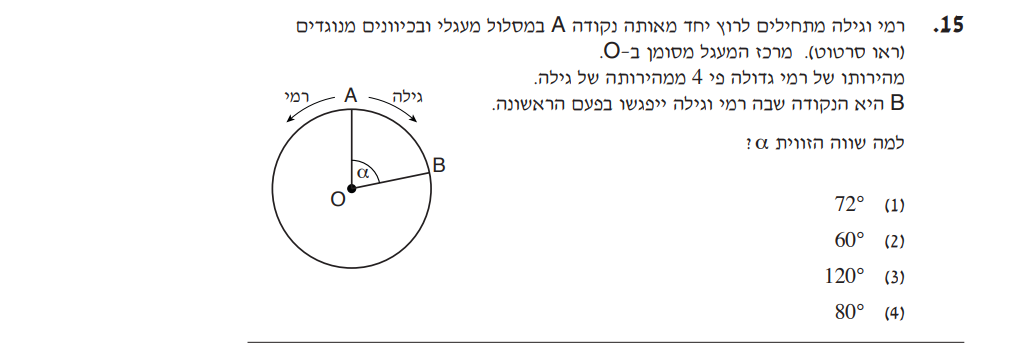 15. רמי וגילה מתחילים לרוץ יחד מאותה נקודה A במסלול מעגלי ובכיוונים מנוגדים
(ראו סרטוט). מרכז המעגל מסומן ב-O.
מהירותו של רמי גדולה פי 4 ממהירותה של גילה.
B היא הנקודה שבה רמי וגילה ייפגשו בפעם הראשונה.
למה שווה הזווית α?
(1) 72°
(2) 60°
(3) 120°
(4) 80°
גילה A רמי
B
α
O